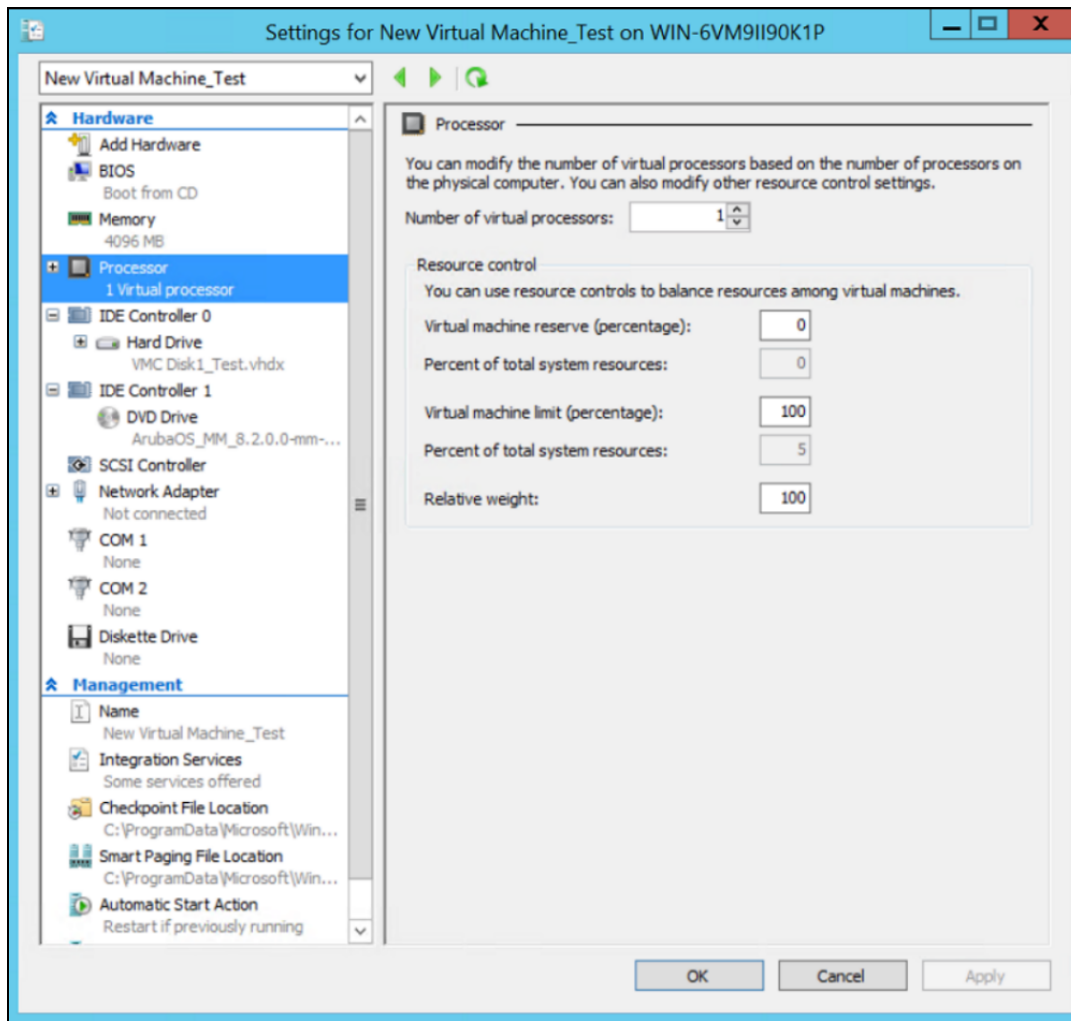 Settings for New Virtual Machine_Test on WIN-6VM9II90K1P
New Virtual Machine_Test
Hardware
Add Hardware
BIOS
Boot from CD
Memory
4096 MB
Processor
1 Virtual processor
IDE Controller 0
Hard Drive
VMC Disk1_Test.vhdx
IDE Controller 1
DVD Drive
ArubaOS_MM_8.2.0.0-mm-...
SCSI Controller
Network Adapter
Not connected
COM 1
None
COM 2
None
Diskette Drive
None
Management
Name
New Virtual Machine_Test
Integration Services
Some services offered
Checkpoint File Location
C:\ProgramData\Microsoft\Win...
Smart Paging File Location
C:\ProgramData\Microsoft\Win...
Automatic Start Action
Restart if previously running
Processor
You can modify the number of virtual processors based on the number of processors on
the physical computer. You can also modify other resource control settings.
Number of virtual processors: 1
Resource control
You can use resource controls to balance resources among virtual machines.
Virtual machine reserve (percentage): 0
Percent of total system resources: 0
Virtual machine limit (percentage): 100
Percent of total system resources: 5
Relative weight: 100
OK Cancel Apply